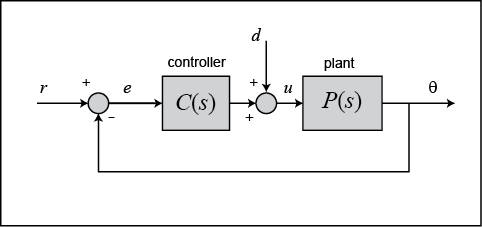 d
controller
plant
r + e C(s) + u P(s) θ
− +